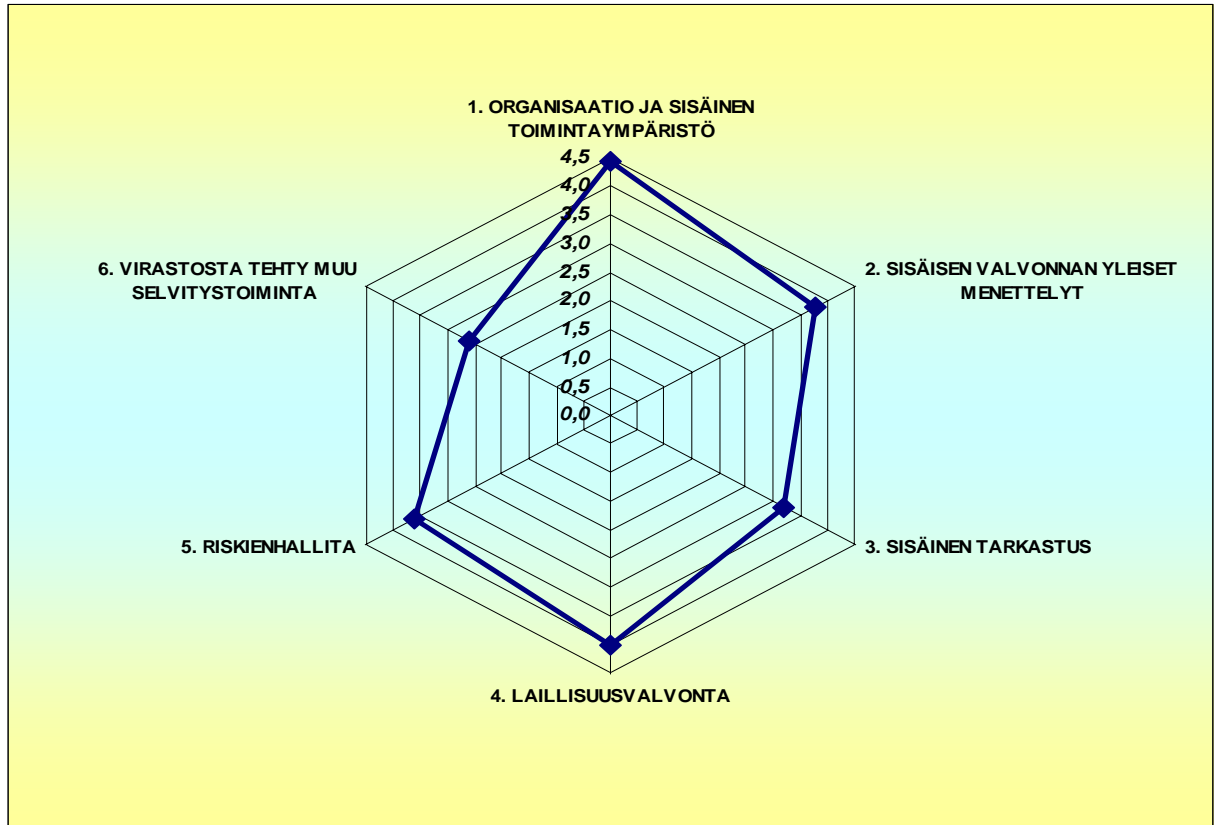 1. ORGANISAATIO JA SISÄINEN
TOIMINTAYMPÄRISTÖ
4,5
4,0
3,5
3,0
2,5
2,0
1,5
1,0
0,5
0,0
2. SISÄISEN VALVONNAN YLEISET
MENETTELYT
3. SISÄINEN TARKASTUS
4. LAILLISUUSVALVONTA
5. RISKIENHALLITA
6. VIRASTOSTA TEHTY MUU
SELVITYSTOIMINTA